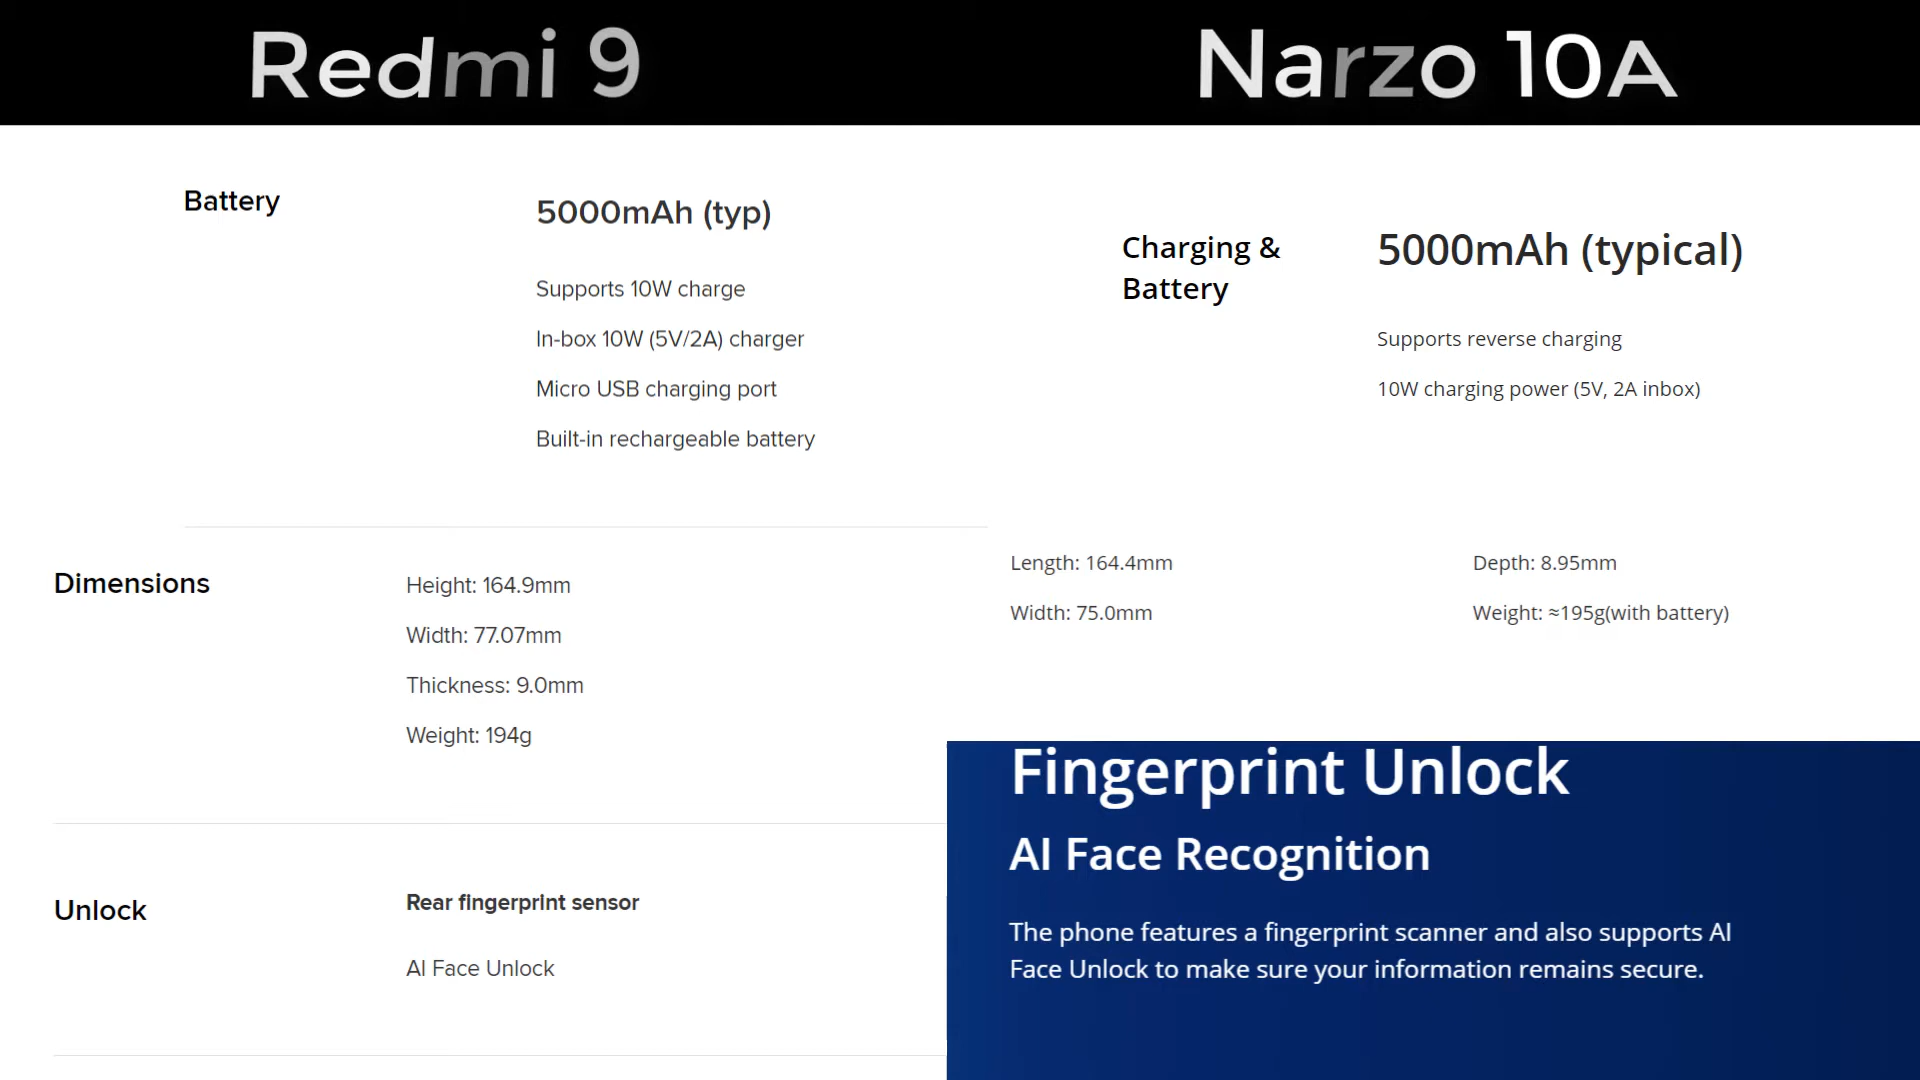 Redmi 9
Narzo 10A
Battery
5000mAh (typ)
Supports 10W charge
In-box 10W (5V/2A) charger
Micro USB charging port
Built-in rechargeable battery
Charging &
Battery
5000mAh (typical)
Supports reverse charging
10W charging power (5V, 2A inbox)
Dimensions
Height: 164.9mm
Width: 77.07mm
Thickness: 9.0mm
Weight: 194g
Length: 164.4mm
Width: 75.0mm
Depth: 8.95mm
Weight: ≈195g(with battery)
Unlock
Rear fingerprint sensor
AI Face Unlock
Fingerprint Unlock
AI Face Recognition
The phone features a fingerprint scanner and also supports AI
Face Unlock to make sure your information remains secure.